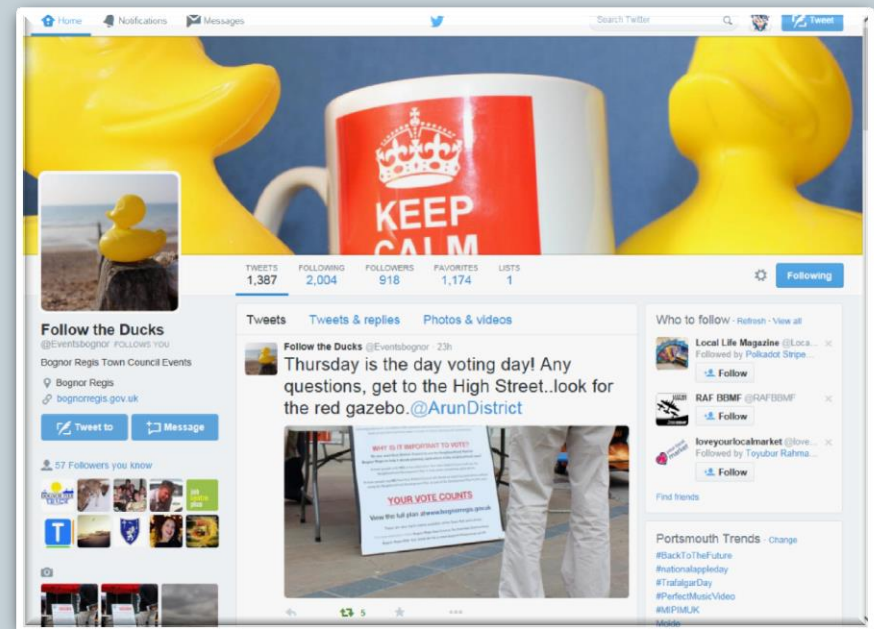 Home Notifications Messages Search Twitter Tweet
KEEP
CALM
TWEETS FOLLOWING FOLLOWERS FAVORITES LISTS
1,387 2,004 918 1,174 1
Following
Follow the Ducks
@Eventsbognor FOLLOWS YOU
Bognor Regis Town Council Events
Bognor Regis
bognorregis.gov.uk
Tweet to Message
57 Followers you know
Tweets Tweets & replies Photos & videos
Follow the Ducks @Eventsbognor · 23h
Thursday is the day voting day! Any
questions, get to the High Street..look for
the red gazebo.@ArunDistrict
WHY IS IT IMPORTANT TO VOTE?
YOUR VOTE COUNTS
View the full plan
5
Who to follow · Refresh · View all
Local Life Magazine @Loca...
Followed by Polkadot Stripe...
Follow
RAF BBMF @RAFBBMF
Follow
loveyourlocalmarket @love...
Followed by Toyubur Rahma...
Follow
Find friends
Portsmouth Trends · Change
#BackToTheFuture
#nationalappleday
#TrafalgarDay
#PerfectMusicVideo
#MIPIMUK